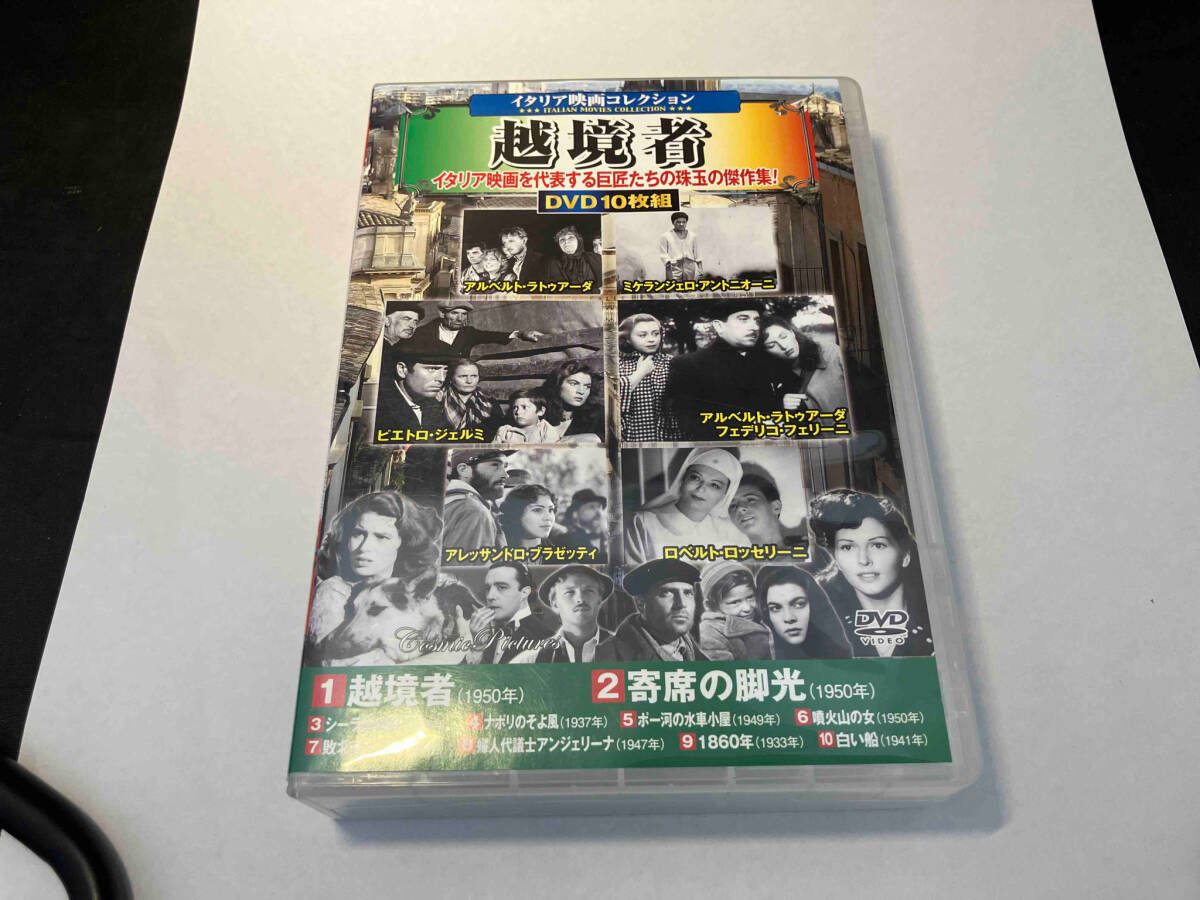 イタリア映画コレクション
★★★ ITALIAN MOVIES COLLECTION ★★★
越境者
イタリア映画を代表する巨匠たちの珠玉の傑作集!
DVD10枚組
アルベルト・ラトゥアーダ
ミケランジェロ・アントニオーニ
ピエトロ・ジェルミ
アルベルト・ラトゥアーダ
フェデリコ・フェリーニ
アレッサンドロ・ブラゼッティ
ロベルト・ロッセリーニ
Cosmic Pictures
DVD
VIDEO
1 越境者(1950年) 2 寄席の脚光(1950年)
3 シー 4 ナポリのそよ風(1937年) 5 ポー河の水車小屋(1949年) 6 噴火山の女(1950年)
7 敗 婦人代議士アンジェリーナ(1947年) 9 1860年(1933年) 10 白い船(1941年)